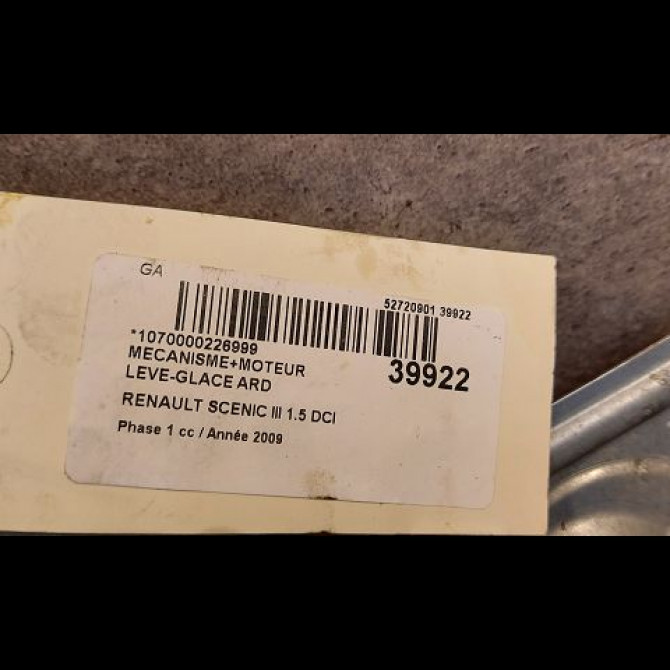 GA
52720901 39922
*1070000226999
39922
MECANISME+MOTEUR
LEVE-GLACE ARD
RENAULT SCENIC III 1.5 DCI
Phase 1 cc / Année 2009